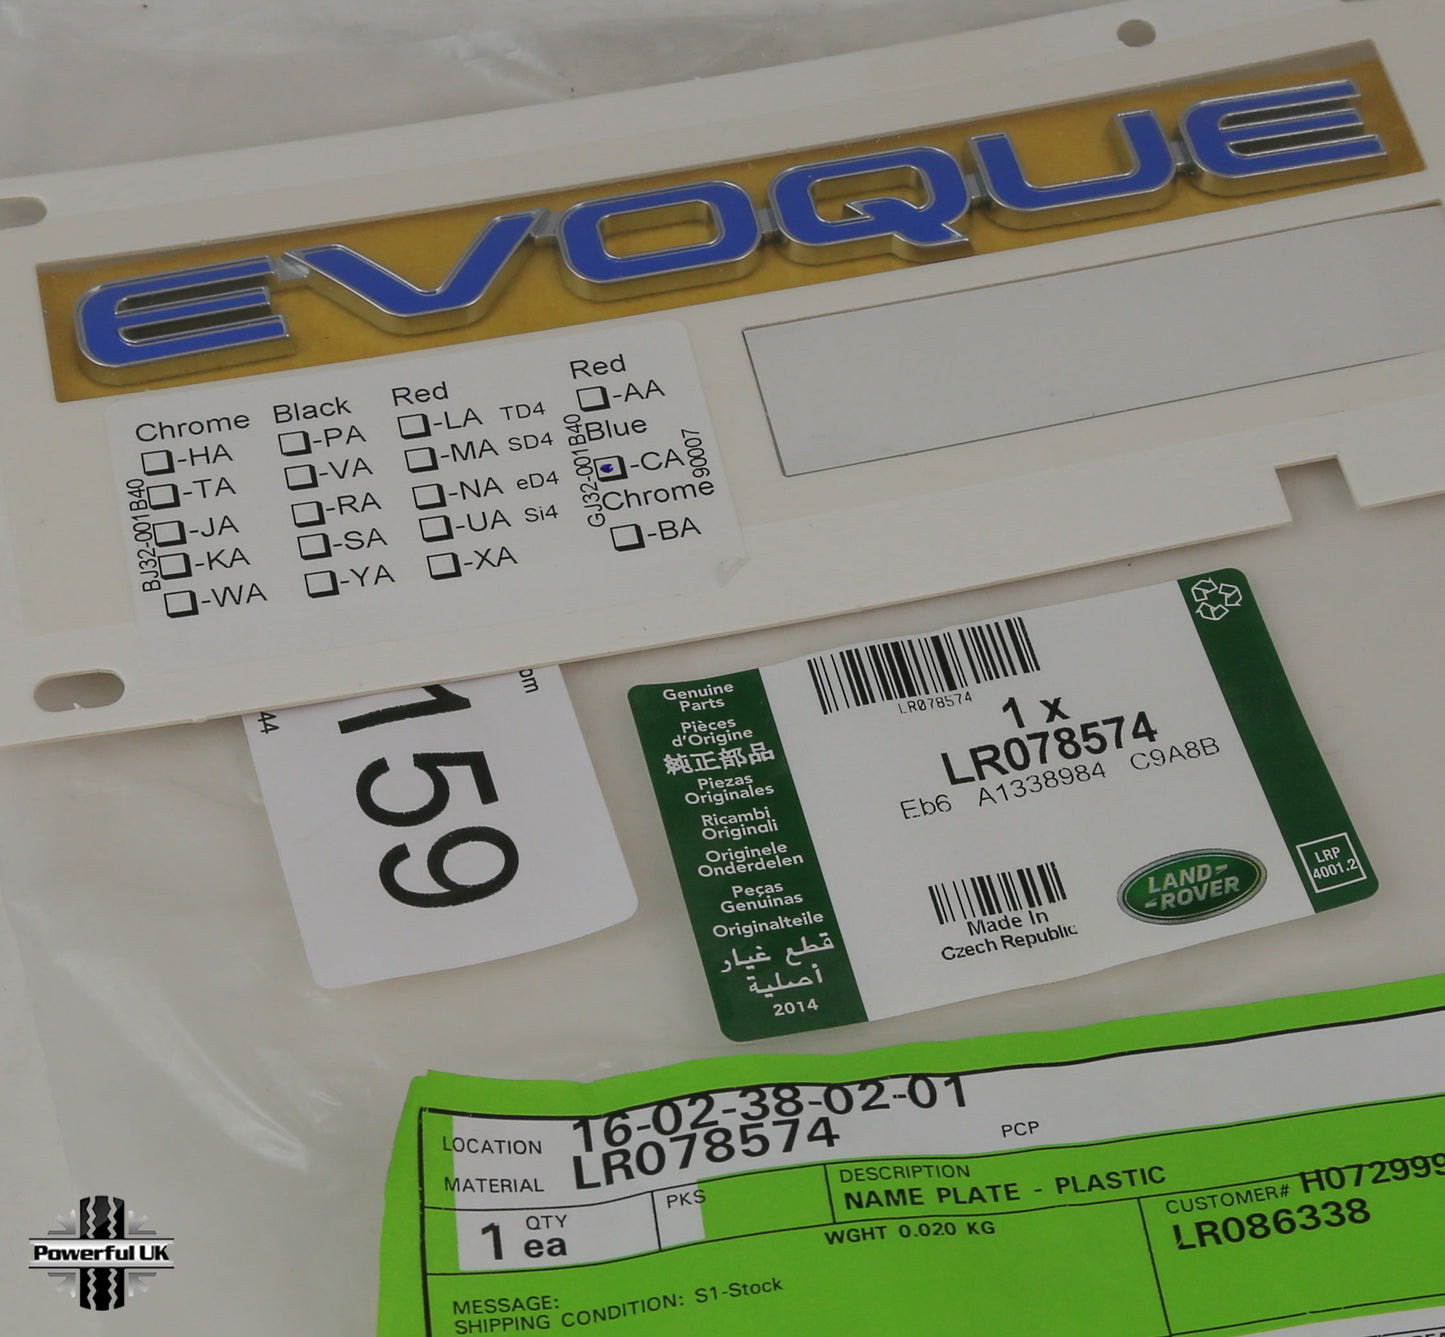 EVOQUE
Chrome
-HA
-TA
-JA
-KA
-WA
BJ32-001B40
Black
-PA
-VA
-RA
-SA
-YA
Red
-LA TD4
-MA SD4
-NA eD4
-UA Si4
-XA
GJ32-001B40
Red
-AA
Blue
-CA
Chrome
-BA
90007
om
44
159
Genuine
Parts
Pièces
d'Origine
純正部品
Piezas
Originales
Ricambi
Originali
Originele
Onderdelen
Peças
Genuinas
Originalteile
قطع غيار
أصلية
2014
LR078574
1 x
LR078574
Eb6 A1338984 C9A8B
Made In
Czech Republic
LAND-
-ROVER
LRP
4001.2
LOCATION 16-02-38-02-01
MATERIAL LR078574
PCP
QTY
1 ea
PKS
DESCRIPTION
NAME PLATE - PLASTIC
WGHT 0.020 KG
CUSTOMER# H072999
LR086338
MESSAGE:
SHIPPING CONDITION: S1-Stock
Powerful UK